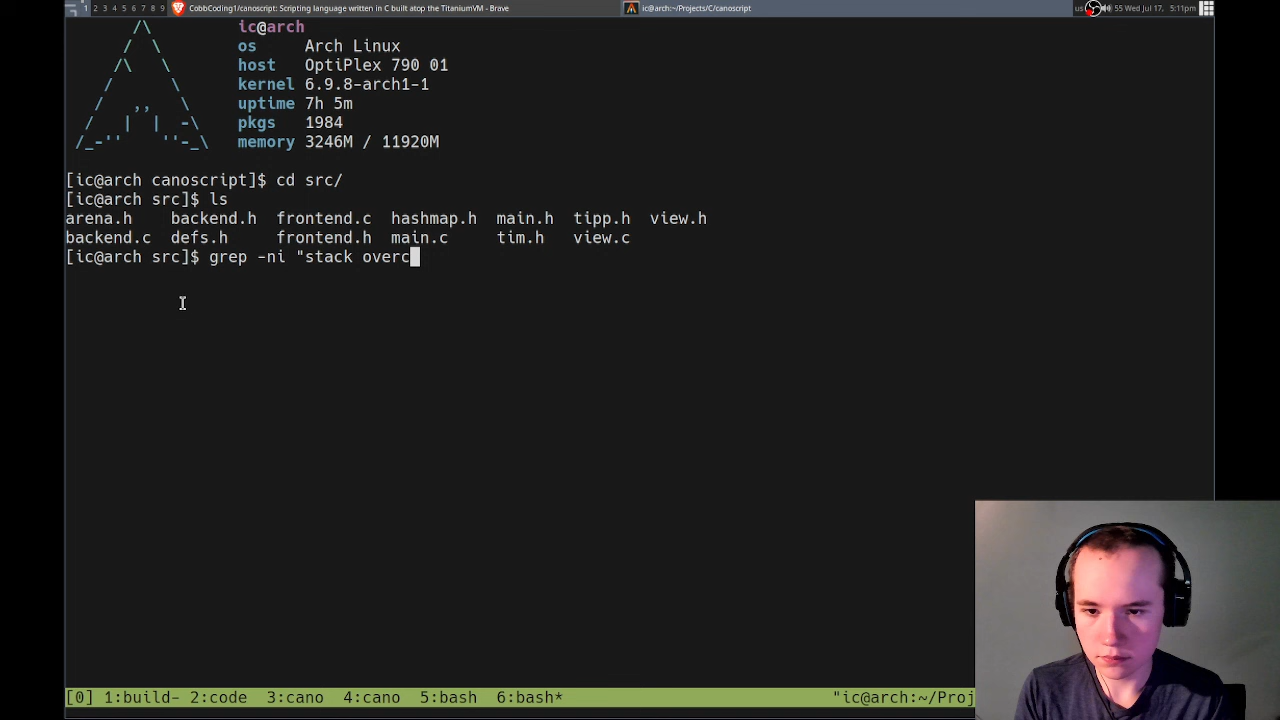 1 2 3 4 5 6 7 8 9 CobbCoding1/canoscript: Scripting language written in C built atop the TitaniumVM - Brave ic@arch:~/Projects/C/canoscript us 55 Wed Jul 17, 5:11pm
ic@arch
os Arch Linux
host OptiPlex 790 01
kernel 6.9.8-arch1-1
uptime 7h 5m
pkgs 1984
memory 3246M / 11920M
[ic@arch canoscript]$ cd src/
[ic@arch src]$ ls
arena.h backend.h frontend.c hashmap.h main.h tipp.h view.h
backend.c defs.h frontend.h main.c tim.h view.c
[ic@arch src]$ grep -ni "stack overc
[0] 1:build- 2:code 3:cano 4:cano 5:bash 6:bash* "ic@arch:~/Proj